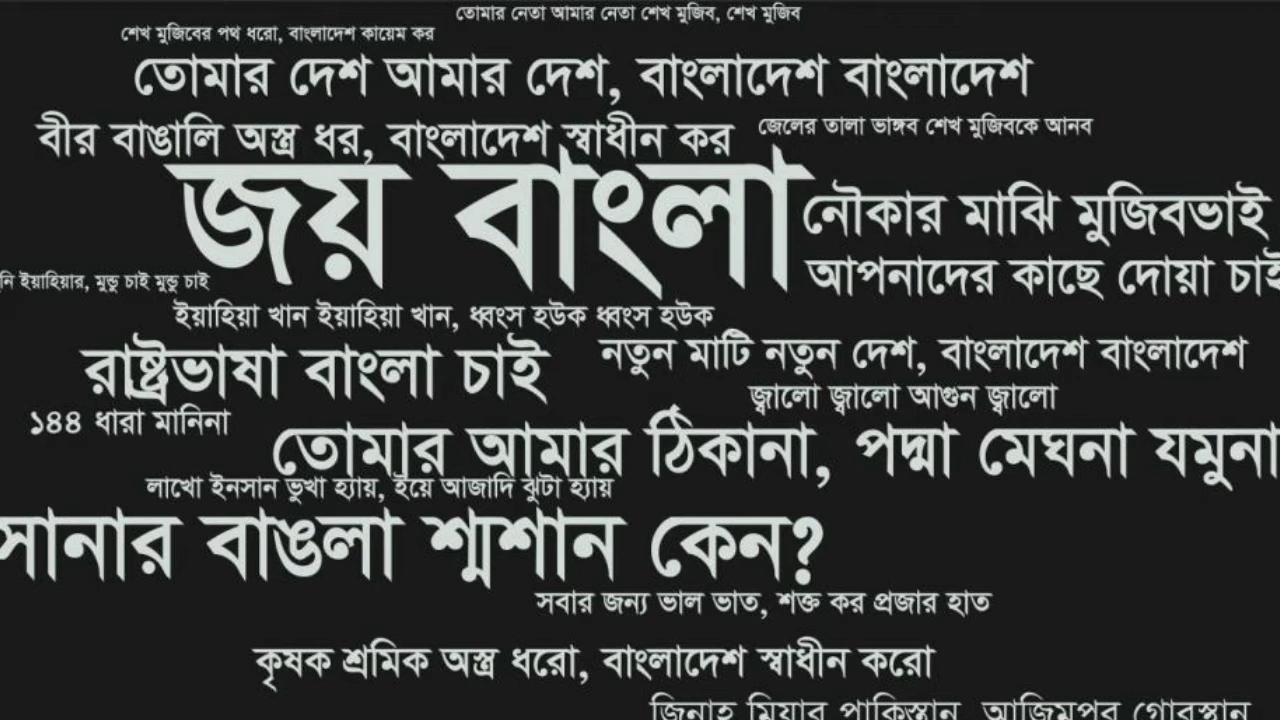 তোমার নেতা আমার নেতা শেখ মুজিব, শেখ মুজিব
শেখ মুজিবের পথ ধরো, বাংলাদেশ কায়েম কর
তোমার দেশ আমার দেশ, বাংলাদেশ বাংলাদেশ
বীর বাঙালি অস্ত্র ধর, বাংলাদেশ স্বাধীন কর
জেলের তালা ভাঙ্গব শেখ মুজিবকে আনব
জয় বাংলা
নৌকার মাঝি মুজিবভাই
আপনাদের কাছে দোয়া চাই
নি ইয়াহিয়ার, মুন্ডু চাই মুন্ডু চাই
ইয়াহিয়া খান ইয়াহিয়া খান, ধ্বংস হউক ধ্বংস হউক
রাষ্ট্রভাষা বাংলা চাই
নতুন মাটি নতুন দেশ, বাংলাদেশ বাংলাদেশ
জ্বালো জ্বালো আগুন জ্বালো
১৪৪ ধারা মানিনা
তোমার আমার ঠিকানা, পদ্মা মেঘনা যমুনা
লাখো ইনসান ভুখা হ্যায়, ইয়ে আজাদি ঝুটা হ্যায়
সানার বাঙলা শ্মশান কেন?
সবার জন্য ভাল ভাত, শক্ত কর প্রজার হাত
কৃষক শ্রমিক অস্ত্র ধরো, বাংলাদেশ স্বাধীন করো
জিনাহ মিয়ার পাকিস্তান, আজিমপুর গোরস্থান